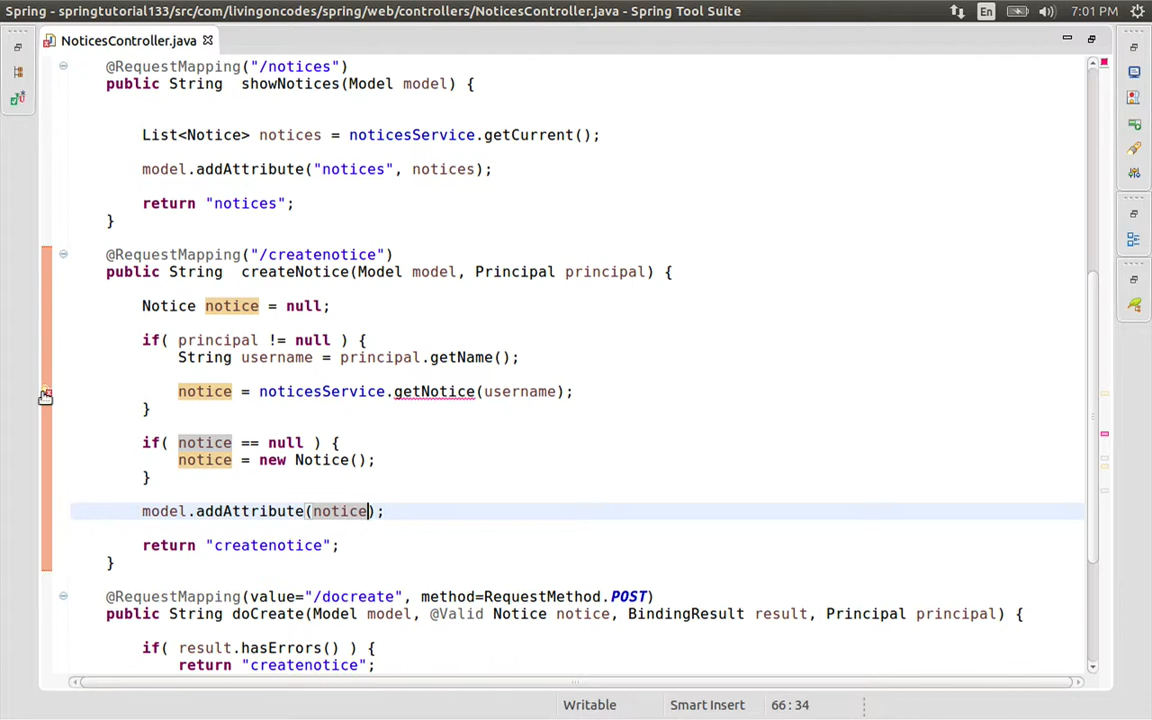 Spring - springtutorial133/src/com/livingoncodes/spring/web/controllers/NoticesController.java - Spring Tool Suite
En
7:01 PM
NoticesController.java
@RequestMapping("/notices")
public String  showNotices(Model model) {
List<Notice> notices = noticesService.getCurrent();
model.addAttribute("notices", notices);
return "notices";
}
@RequestMapping("/createnotice")
public String  createNotice(Model model, Principal principal) {
Notice notice = null;
if( principal != null ) {
String username = principal.getName();
notice = noticesService.getNotice(username);
}
if( notice == null ) {
notice = new Notice();
}
model.addAttribute(notice);
return "createnotice";
}
@RequestMapping(value="/docreate", method=RequestMethod.POST)
public String doCreate(Model model, @Valid Notice notice, BindingResult result, Principal principal) {
if( result.hasErrors() ) {
return "createnotice";
Writable
Smart Insert
66 : 34